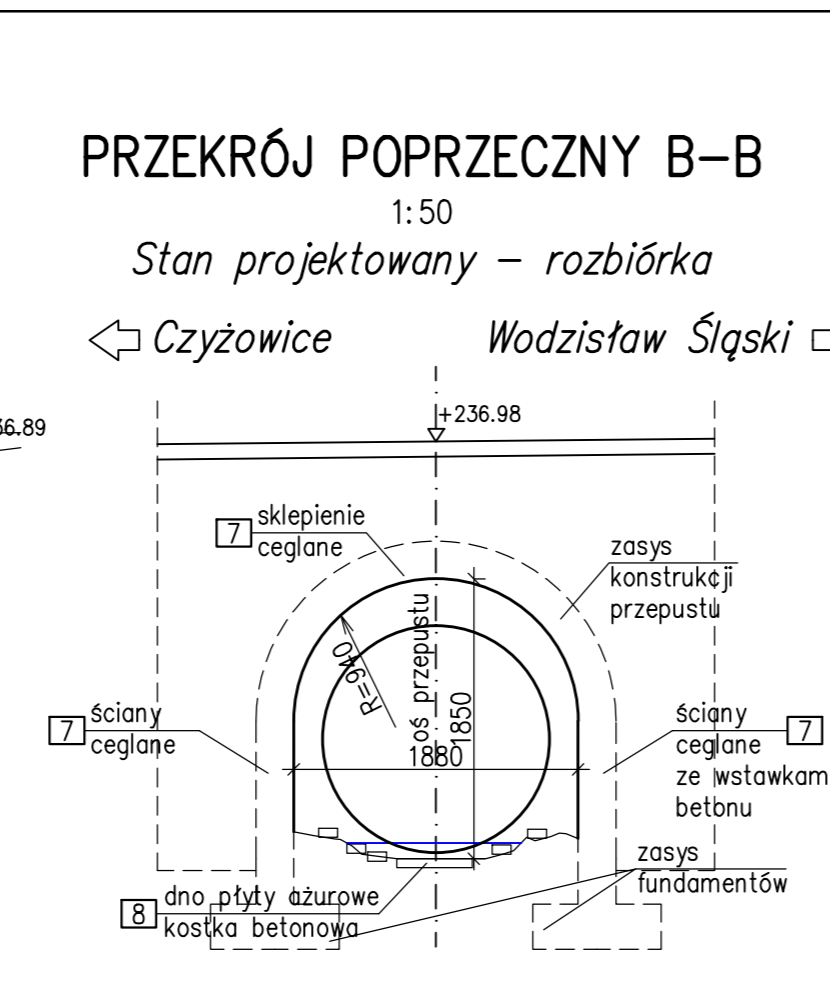 PRZEKRÓJ POPRZECZNY B–B
1:50
Stan projektowany – rozbiórka
Czyżowice
Wodzisław Śląski
36.89
+236.98
7
sklepienie
ceglane
zasys
konstrukcji
przepustu
R=940
oś przepustu
1850
1880
7
ściany
ceglane
ściany
ceglane
7
ze wstawkam
betonu
zasys
fundamentów
8
dno płyty ażurowe
kostka betonowa